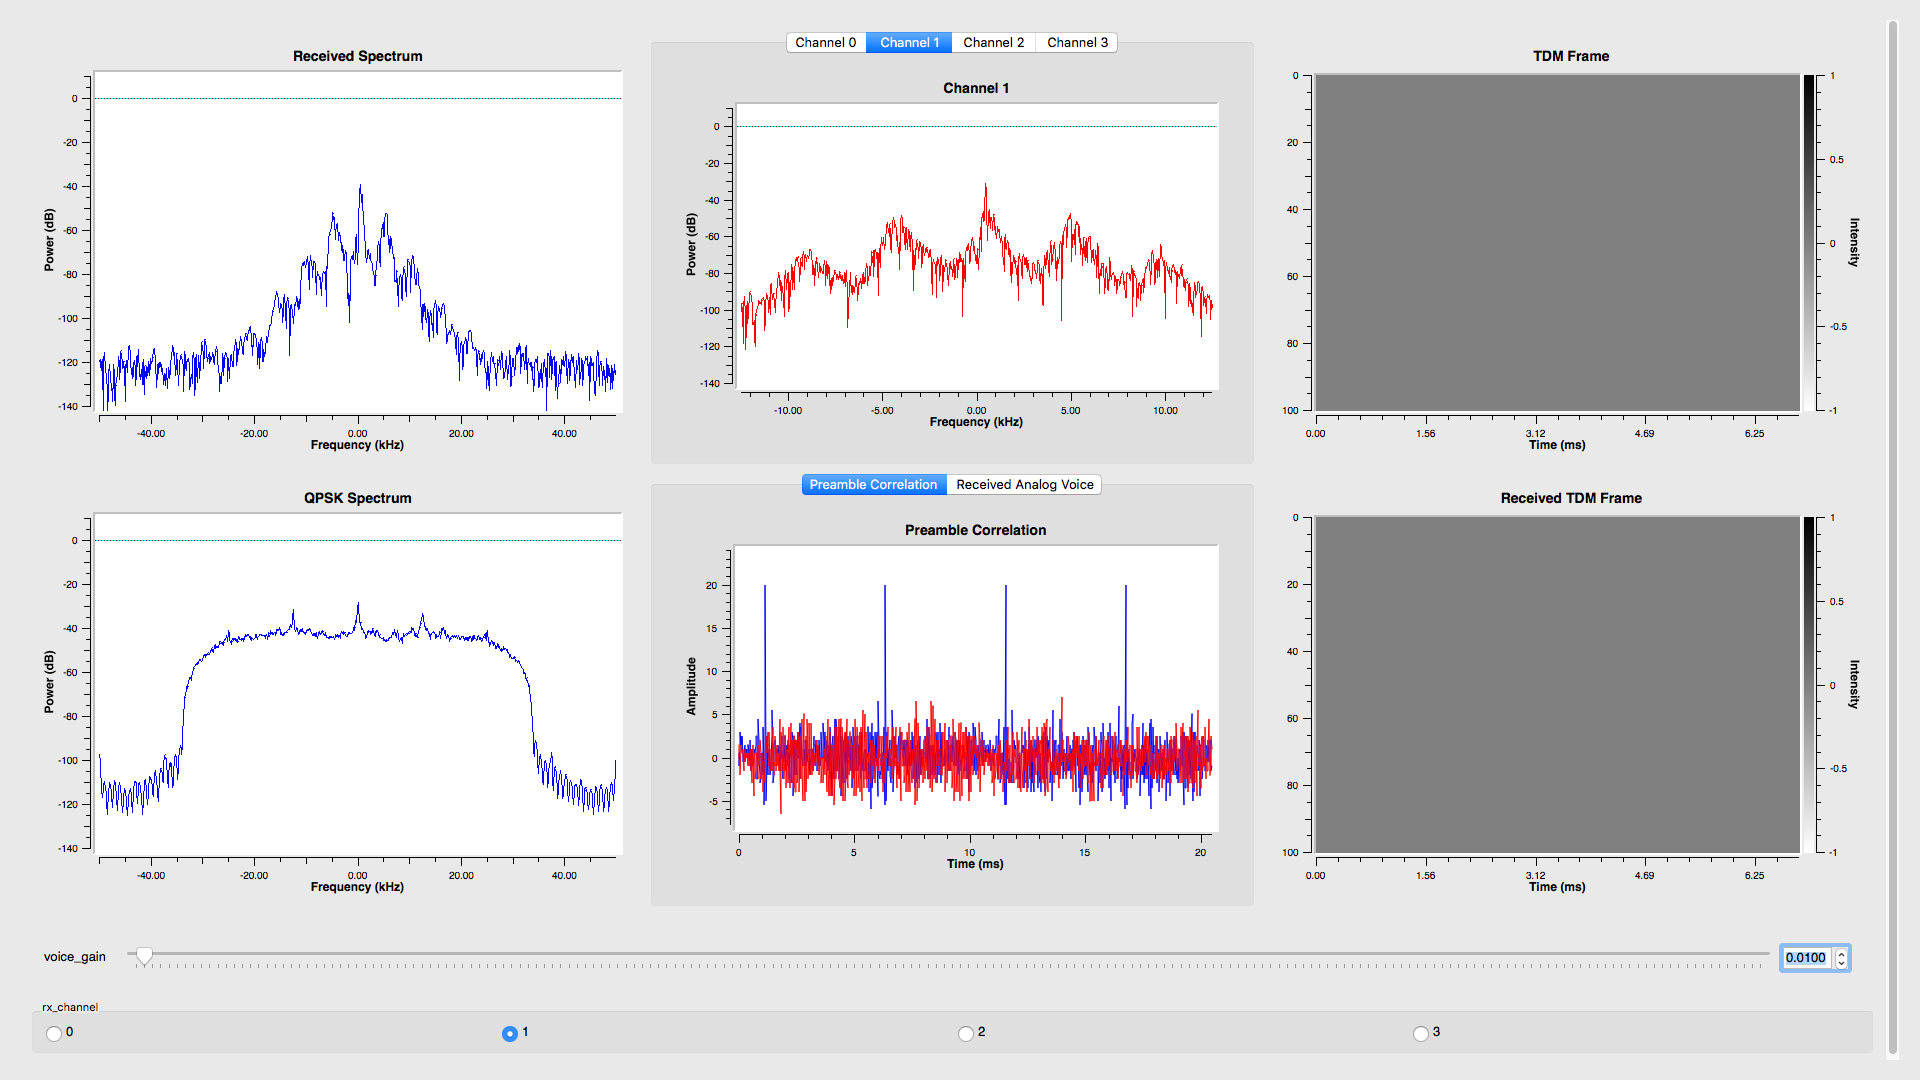 Received Spectrum
0
-20
-40
-60
-80
-100
-120
-140
Power (dB)
-40.00 -20.00 0.00 20.00 40.00
Frequency (kHz)
Channel 0 Channel 1 Channel 2 Channel 3
Channel 1
0
-20
-40
-60
-80
-100
-120
-140
Power (dB)
-10.00 -5.00 0.00 5.00 10.00
Frequency (kHz)
TDM Frame
0
20
40
60
80
100
1
0.5
0
-0.5
-1
Intensity
0.00 1.56 3.12 4.69 6.25
Time (ms)
QPSK Spectrum
0
-20
-40
-60
-80
-100
-120
-140
Power (dB)
-40.00 -20.00 0.00 20.00 40.00
Frequency (kHz)
Preamble Correlation Received Analog Voice
Preamble Correlation
20
15
10
5
0
-5
Amplitude
0 5 10 15 20
Time (ms)
Received TDM Frame
0
20
40
60
80
100
1
0.5
0
-0.5
-1
Intensity
0.00 1.56 3.12 4.69 6.25
Time (ms)
voice_gain 0.0100
rx_channel
0 1 2 3